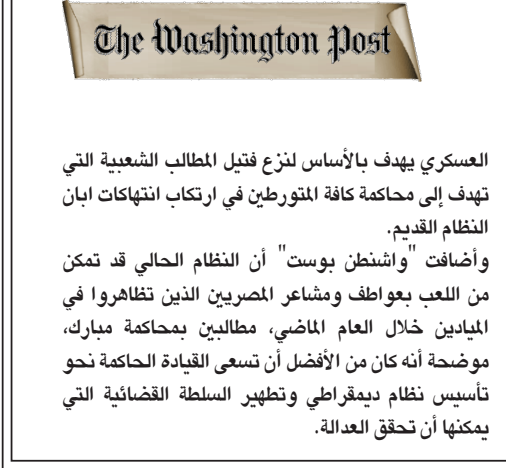 The Washington Post
العسكري يهدف بالأساس لنزع فتيل المطالب الشعبية التي
تهدف إلى محاكمة كافة المتورطين في ارتكاب انتهاكات ابان
النظام القديم.
وأضافت "واشنطن بوست" أن النظام الحالي قد تمكن
من اللعب بعواطف ومشاعر المصريين الذين تظاهروا في
الميادين خلال العام الماضي، مطالبين بمحاكمة مبارك،
موضحة أنه كان من الأفضل أن تسعى القيادة الحاكمة نحو
تأسيس نظام ديمقراطي وتطهير السلطة القضائية التي
يمكنها أن تحقق العدالة.